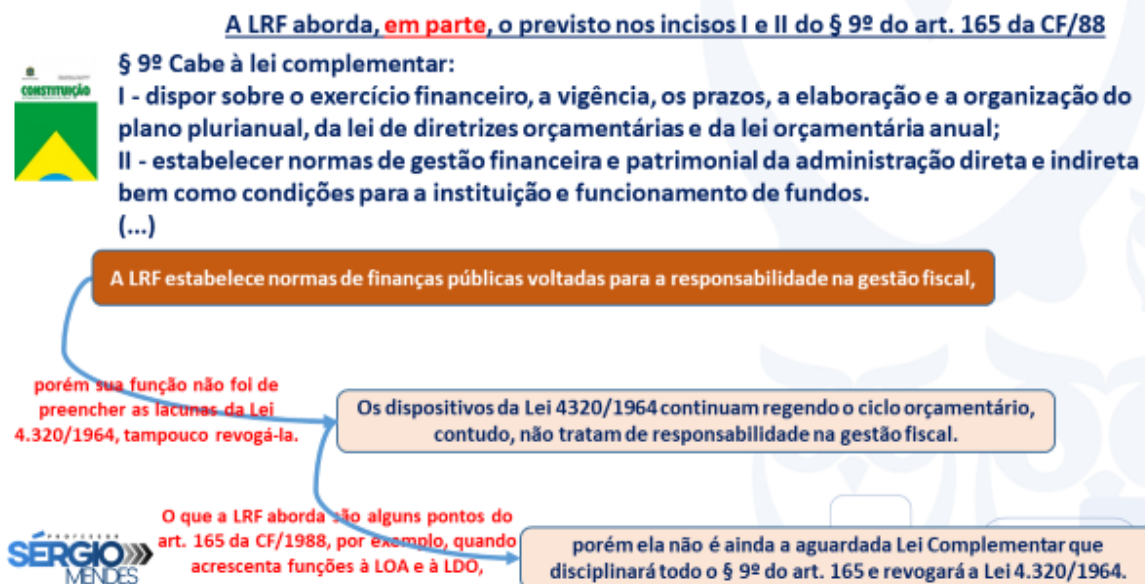 A LRF aborda, em parte, o previsto nos incisos I e II do § 9º do art. 165 da CF/88
CONSTITUIÇÃO
§ 9º Cabe à lei complementar:
I - dispor sobre o exercício financeiro, a vigência, os prazos, a elaboração e a organização do
plano plurianual, da lei de diretrizes orçamentárias e da lei orçamentária anual;
II - estabelecer normas de gestão financeira e patrimonial da administração direta e indireta
bem como condições para a instituição e funcionamento de fundos.
(...)
A LRF estabelece normas de finanças públicas voltadas para a responsabilidade na gestão fiscal,
porém sua função não foi de
preencher as lacunas da Lei
4.320/1964, tampouco revogá-la.
Os dispositivos da Lei 4320/1964 continuam regendo o ciclo orçamentário,
contudo, não tratam de responsabilidade na gestão fiscal.
O que a LRF aborda são alguns pontos do
art. 165 da CF/1988, por exemplo, quando
acrescenta funções à LOA e à LDO,
porém ela não é ainda a aguardada Lei Complementar que
disciplinará todo o § 9º do art. 165 e revogará a Lei 4.320/1964.
PROFESSOR
SÉRGIO
MENDES